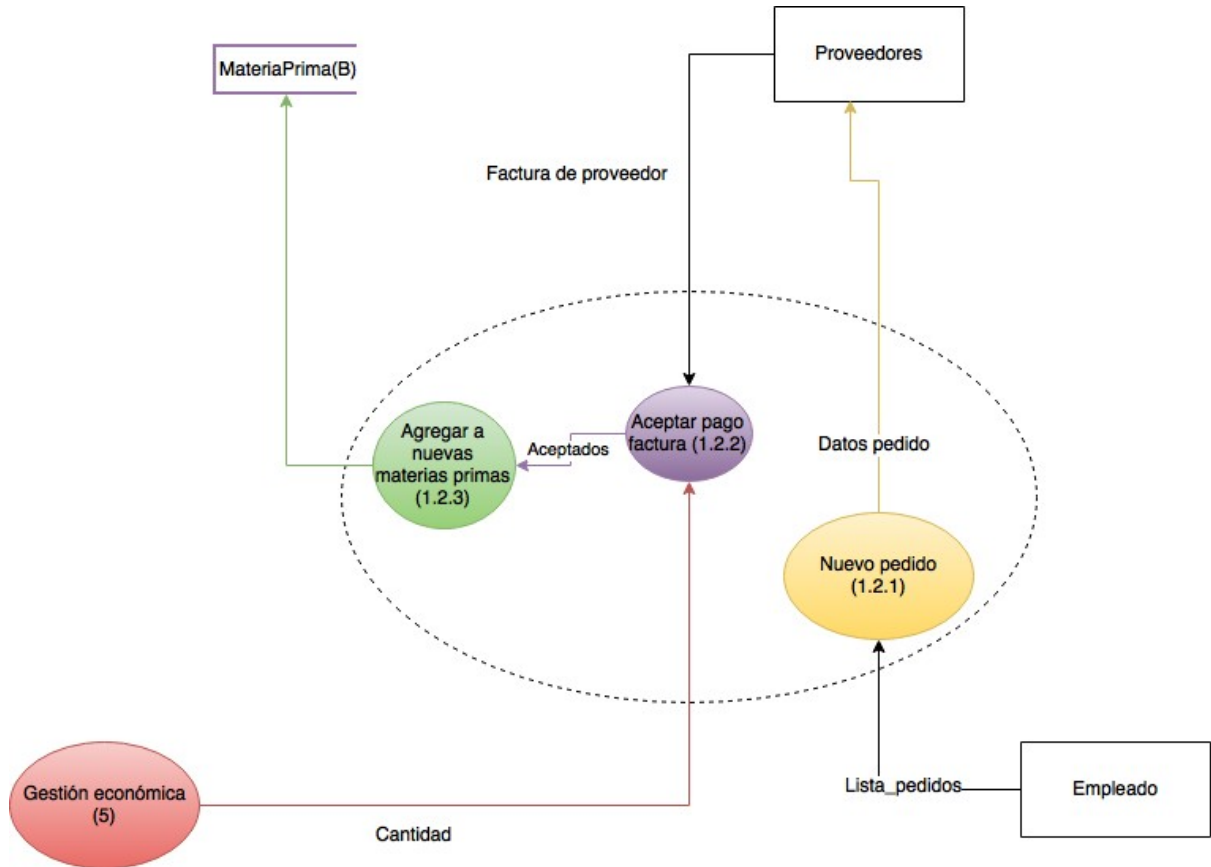 Proveedores
MateriaPrima(B)
Factura de proveedor
Aceptar pago
factura (1.2.2)
Agregar a
nuevas
materias primas
(1.2.3)
Aceptados
Datos pedido
Nuevo pedido
(1.2.1)
Gestión económica
(5)
Cantidad
Lista_pedidos
Empleado